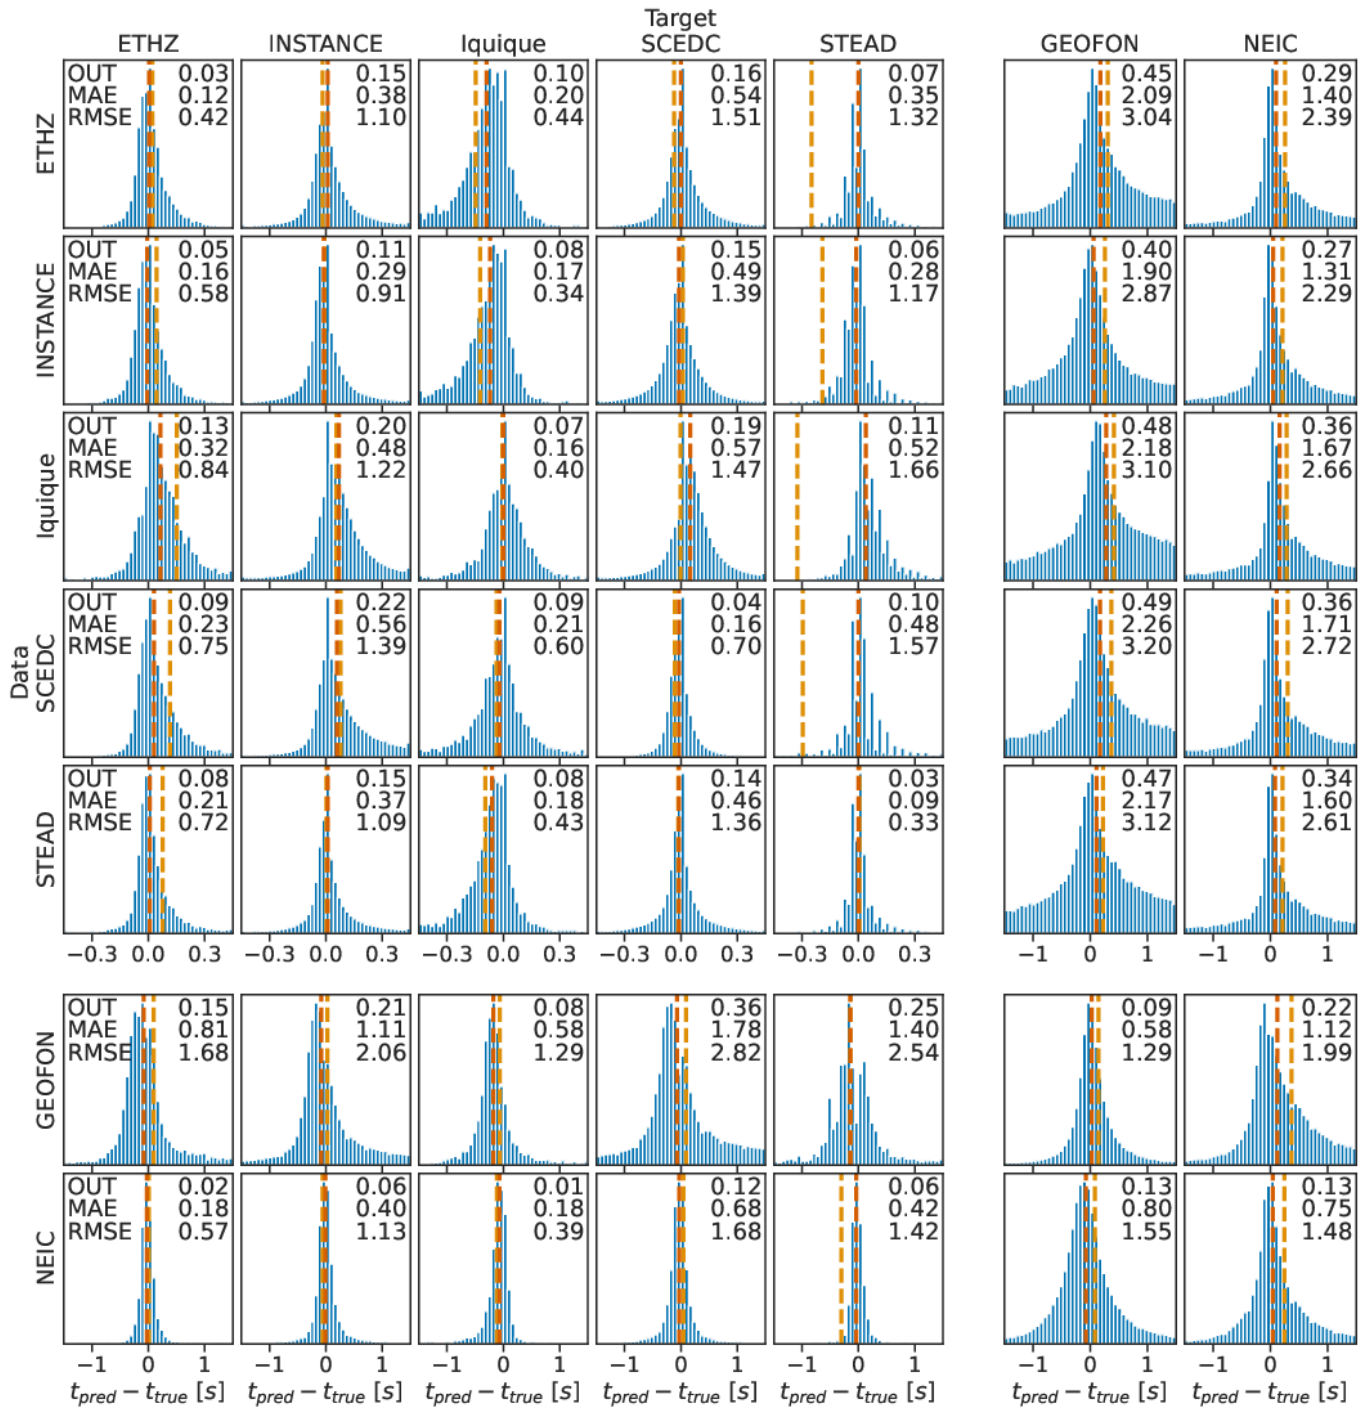 Target
ETHZ INSTANCE Iquique SCEDC STEAD GEOFON NEIC
ETHZ
OUT 0.03 0.15 0.10 0.16 0.07 0.45 0.29
MAE 0.12 0.38 0.20 0.54 0.35 2.09 1.40
RMSE 0.42 1.10 0.44 1.51 1.32 3.04 2.39
INSTANCE
OUT 0.05 0.11 0.08 0.15 0.06 0.40 0.27
MAE 0.16 0.29 0.17 0.49 0.28 1.90 1.31
RMSE 0.58 0.91 0.34 1.39 1.17 2.87 2.29
Iquique
OUT 0.13 0.20 0.07 0.19 0.11 0.48 0.36
MAE 0.32 0.48 0.16 0.57 0.52 2.18 1.67
RMSE 0.84 1.22 0.40 1.47 1.66 3.10 2.66
Data
SCEDC
OUT 0.09 0.22 0.09 0.04 0.10 0.49 0.36
MAE 0.23 0.56 0.21 0.16 0.48 2.26 1.71
RMSE 0.75 1.39 0.60 0.70 1.57 3.20 2.72
STEAD
OUT 0.08 0.15 0.08 0.14 0.03 0.47 0.34
MAE 0.21 0.37 0.18 0.46 0.09 2.17 1.60
RMSE 0.72 1.09 0.43 1.36 0.33 3.12 2.61
−0.3 0.0 0.3 −0.3 0.0 0.3 −0.3 0.0 0.3 −0.3 0.0 0.3 −0.3 0.0 0.3 −1 0 1 −1 0 1
GEOFON
OUT 0.15 0.21 0.08 0.36 0.25 0.09 0.22
MAE 0.81 1.11 0.58 1.78 1.40 0.58 1.12
RMSE 1.68 2.06 1.29 2.82 2.54 1.29 1.99
NEIC
OUT 0.02 0.06 0.01 0.12 0.06 0.13 0.13
MAE 0.18 0.40 0.18 0.68 0.42 0.80 0.75
RMSE 0.57 1.13 0.39 1.68 1.42 1.55 1.48
−1 0 1 −1 0 1 −1 0 1 −1 0 1 −1 0 1 −1 0 1 −1 0 1
t_pred − t_true [s] t_pred − t_true [s] t_pred − t_true [s] t_pred − t_true [s] t_pred − t_true [s] t_pred − t_true [s] t_pred − t_true [s]